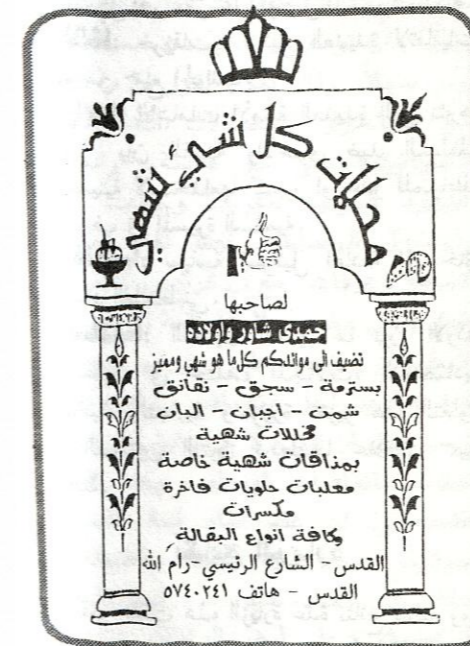 محلات كل شيء شهي
لصاحبها
حمدي شاور واولاده
تضيف الى موائدكم كل ما هو شهي ومميز
بسترمة - سجق - نقانق
شمن - اجبان - البان
مخللات شهية
بمذاقات شهية خاصة
معلبات حلويات فاخرة
مكسرات
وكافة انواع البقالة
القدس - الشارع الرئيسي - رام الله
القدس - هاتف ٥٧٤٠٢٤١